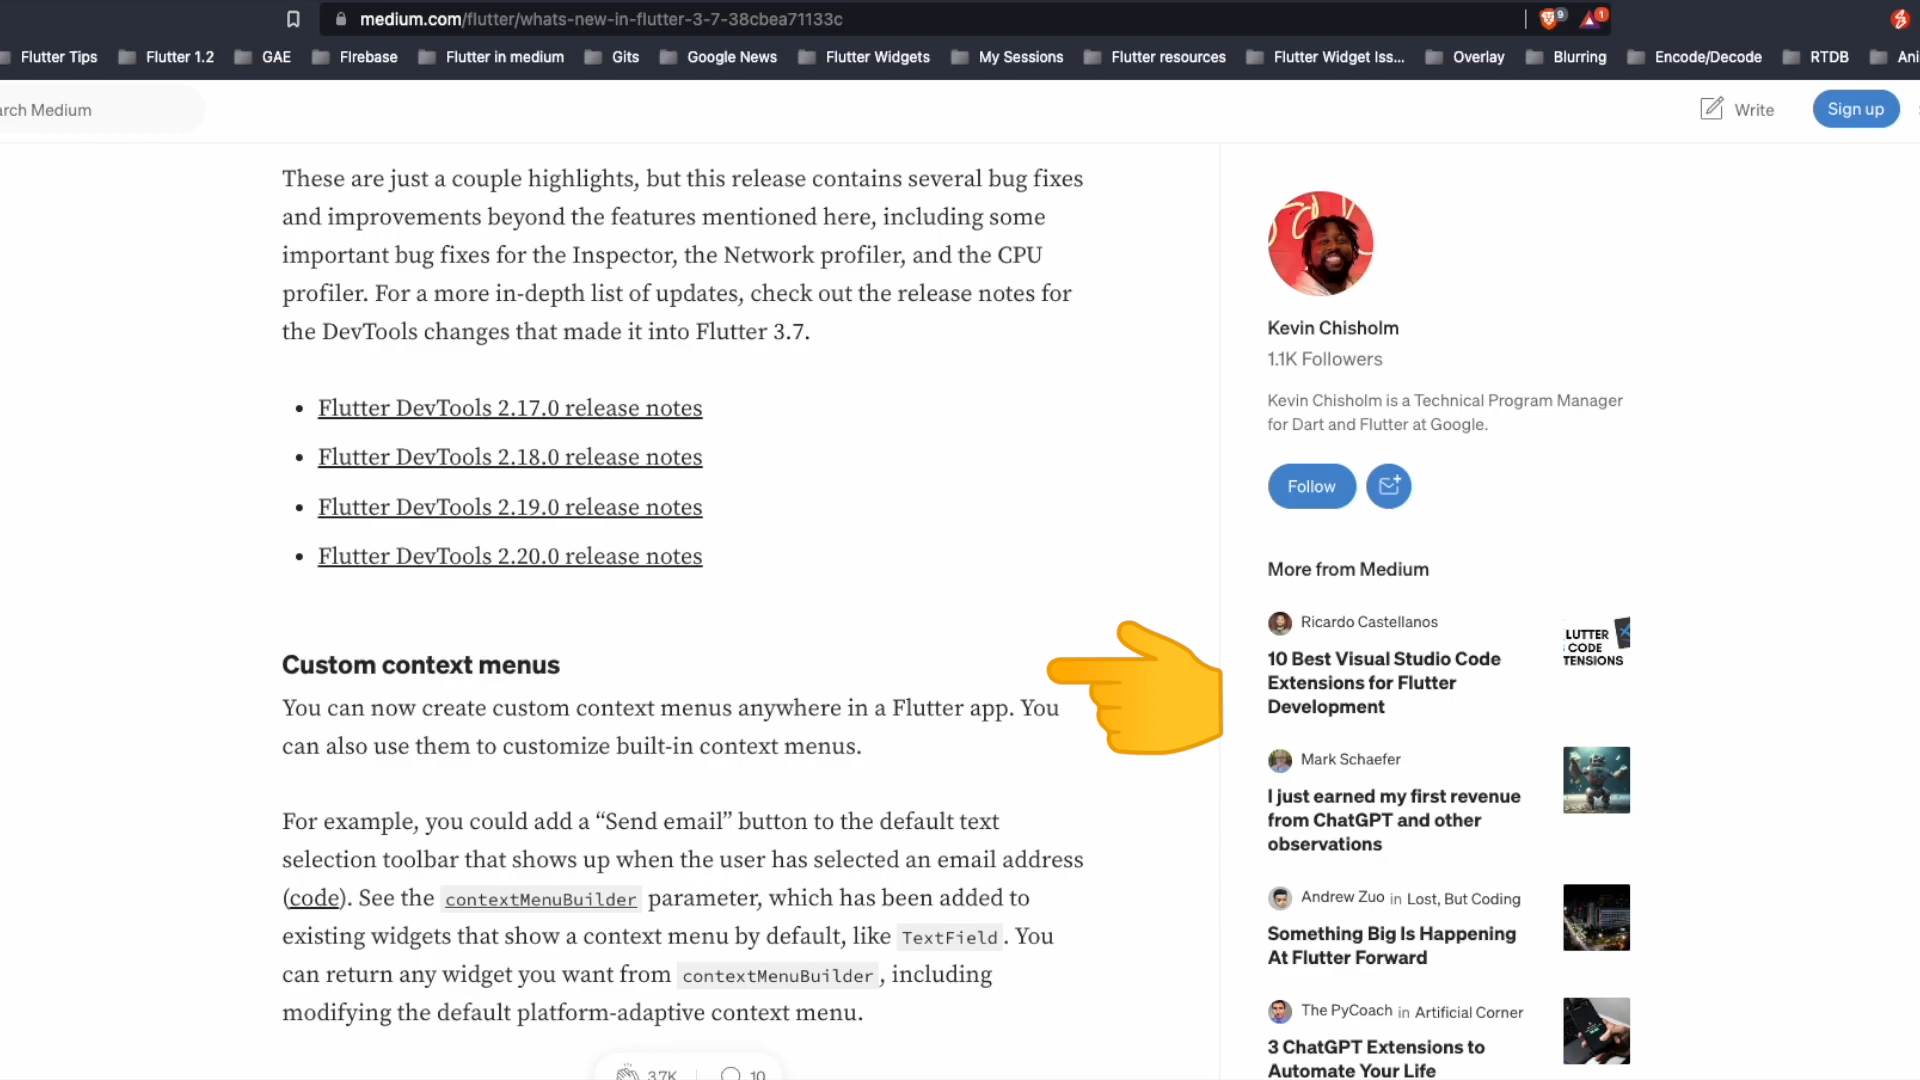 medium.com/flutter/whats-new-in-flutter-3-7-38cbea71133c
9
1
Flutter Tips
Flutter 1.2
GAE
FIrebase
Flutter in medium
Gits
Google News
Flutter Widgets
My Sessions
Flutter resources
Flutter Widget Iss...
Overlay
Blurring
Encode/Decode
RTDB
Ani
arch Medium
Write
Sign up
These are just a couple highlights, but this release contains several bug fixes
and improvements beyond the features mentioned here, including some
important bug fixes for the Inspector, the Network profiler, and the CPU
profiler. For a more in-depth list of updates, check out the release notes for
the DevTools changes that made it into Flutter 3.7.
• Flutter DevTools 2.17.0 release notes
• Flutter DevTools 2.18.0 release notes
• Flutter DevTools 2.19.0 release notes
• Flutter DevTools 2.20.0 release notes
Custom context menus
You can now create custom context menus anywhere in a Flutter app. You
can also use them to customize built-in context menus.
For example, you could add a “Send email” button to the default text
selection toolbar that shows up when the user has selected an email address
(code). See the contextMenuBuilder parameter, which has been added to
existing widgets that show a context menu by default, like TextField. You
can return any widget you want from contextMenuBuilder, including
modifying the default platform-adaptive context menu.
3.7K
10
Kevin Chisholm
1.1K Followers
Kevin Chisholm is a Technical Program Manager
for Dart and Flutter at Google.
Follow
More from Medium
Ricardo Castellanos
10 Best Visual Studio Code
Extensions for Flutter
Development
LUTTER
CODE
TENSIONS
Mark Schaefer
I just earned my first revenue
from ChatGPT and other
observations
Andrew Zuo in Lost, But Coding
Something Big Is Happening
At Flutter Forward
The PyCoach in Artificial Corner
3 ChatGPT Extensions to
Automate Your Life